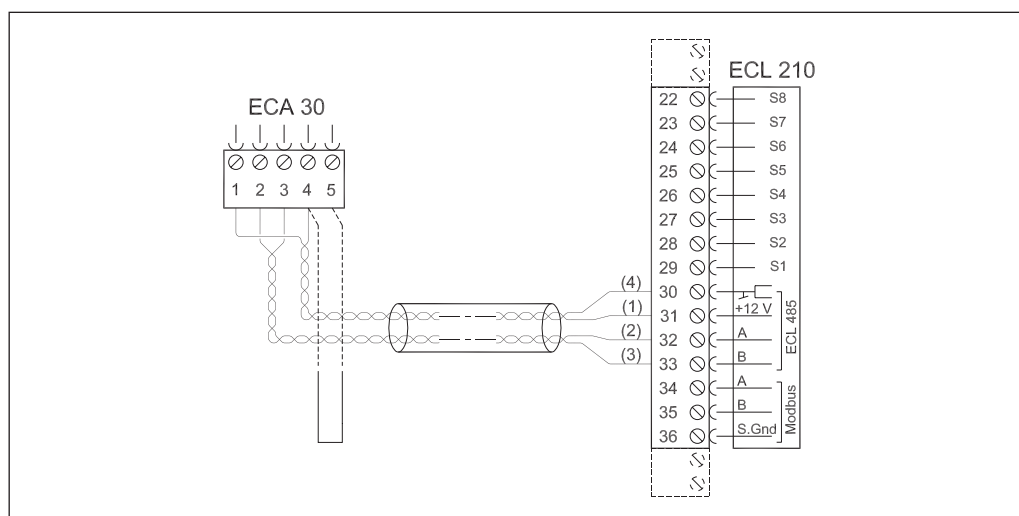 ECL 210
ECA 30
1 2 3 4 5
22 S8
23 S7
24 S6
25 S5
26 S4
27 S3
28 S2
29 S1
(4) 30
(1) 31 +12 V
(2) 32 A
(3) 33 B
ECL 485
34 A
35 B
36 S.Gnd
Modbus